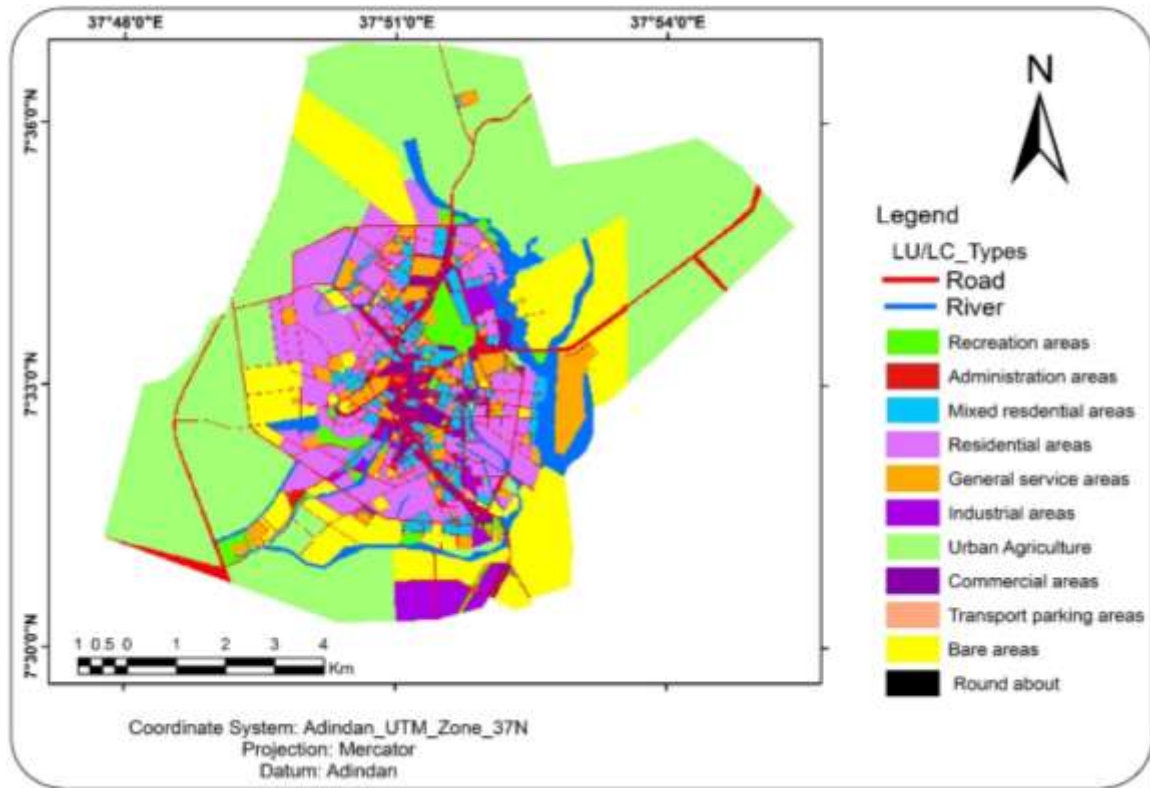 37°48'0"E 37°51'0"E 37°54'0"E
7°36'0"N
7°33'0"N
7°30'0"N
N
Legend
LU/LC_Types
Road
River
Recreation areas
Administration areas
Mixed resdential areas
Residential areas
General service areas
Industrial areas
Urban Agriculture
Commercial areas
Transport parking areas
Bare areas
Round about
1 0.5 0 1 2 3 4
Km
Coordinate System: Adindan_UTM_Zone_37N
Projection: Mercator
Datum: Adindan